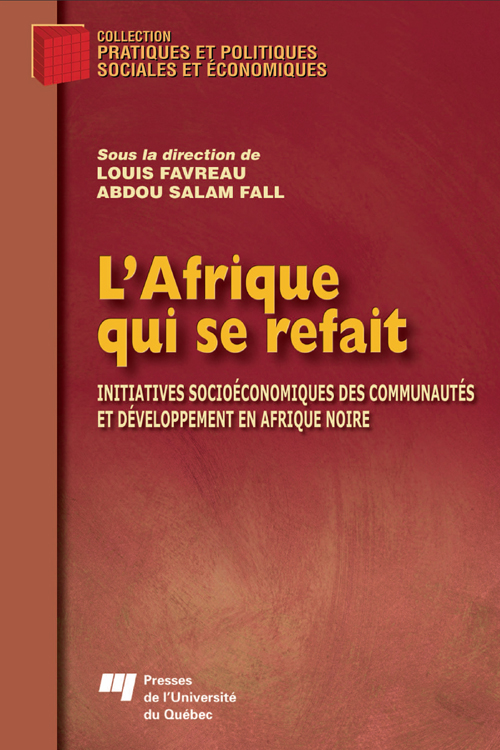 COLLECTION
PRATIQUES ET POLITIQUES
SOCIALES ET ÉCONOMIQUES
Sous la direction de
LOUIS FAVREAU
ABDOU SALAM FALL
L'Afrique
qui se refait
INITIATIVES SOCIOÉCONOMIQUES DES COMMUNAUTÉS
ET DÉVELOPPEMENT EN AFRIQUE NOIRE
Presses
de l'Université
du Québec